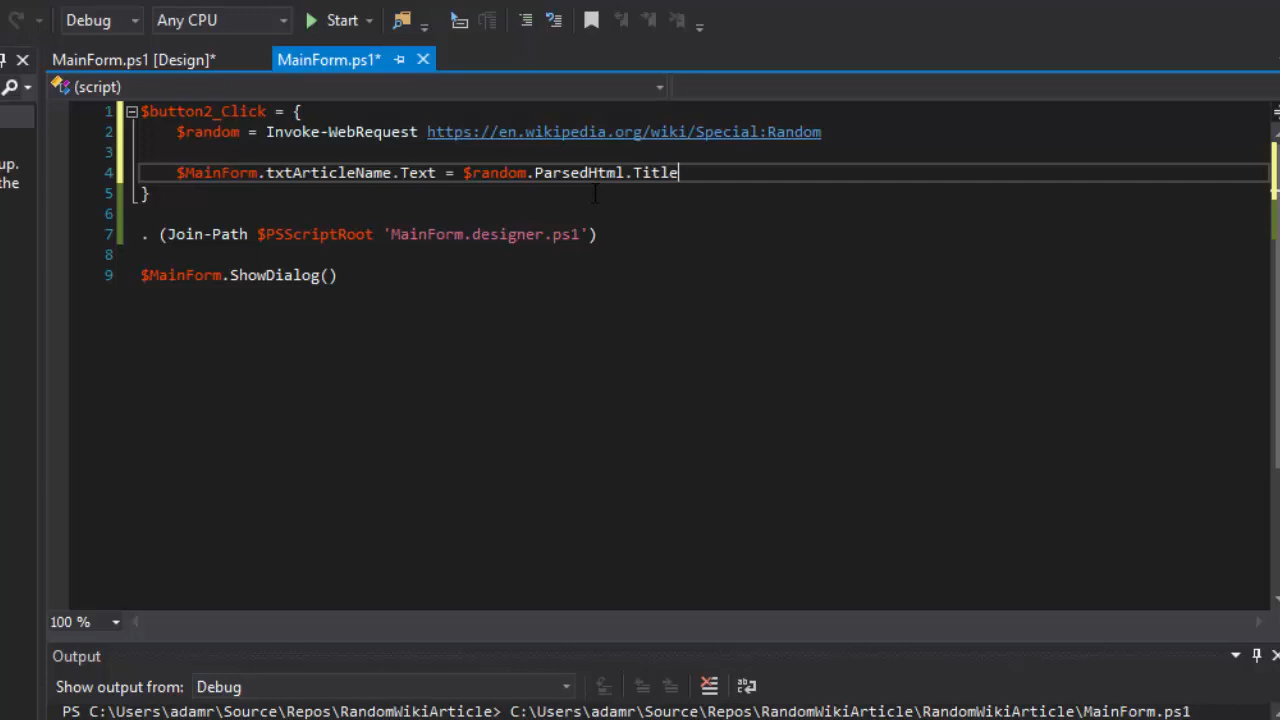 Debug Any CPU Start
MainForm.ps1 [Design]* MainForm.ps1*
(script)
1 $button2_Click = {
2 $random = Invoke-WebRequest https://en.wikipedia.org/wiki/Special:Random
3
4 $MainForm.txtArticleName.Text = $random.ParsedHtml.Title
5 }
6
7 . (Join-Path $PSScriptRoot 'MainForm.designer.ps1')
8
9 $MainForm.ShowDialog()
up.
the
100 %
Output
Show output from: Debug
PS C:\Users\adamr\Source\Repos\RandomWikiArticle> C:\Users\adamr\Source\Repos\RandomWikiArticle\RandomWikiArticle\MainForm.ps1